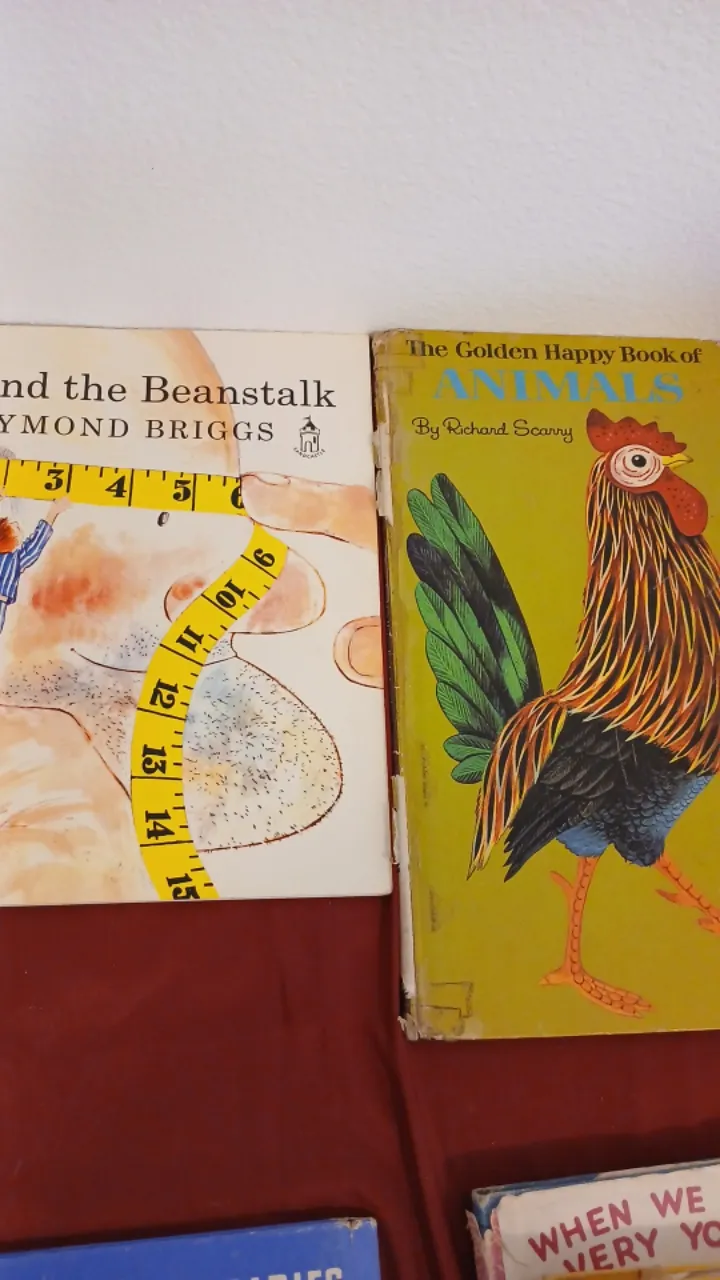 nd the Beanstalk
YMOND BRIGGS
SANDCASTLE
3 4 5 6
9
10
11
12
13
14
15
The Golden Happy Book of
ANIMALS
By Richard Scarry
WHEN WE
VERY YO